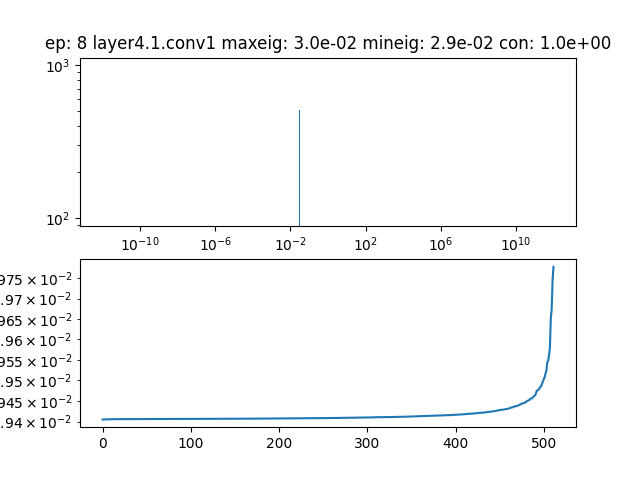 ep: 8 layer4.1.conv1 maxeig: 3.0e-02 mineig: 2.9e-02 con: 1.0e+00
10³
10²
10⁻¹⁰ 10⁻⁶ 10⁻² 10² 10⁶ 10¹⁰
975 × 10⁻²
.97 × 10⁻²
965 × 10⁻²
.96 × 10⁻²
955 × 10⁻²
.95 × 10⁻²
945 × 10⁻²
.94 × 10⁻²
0 100 200 300 400 500